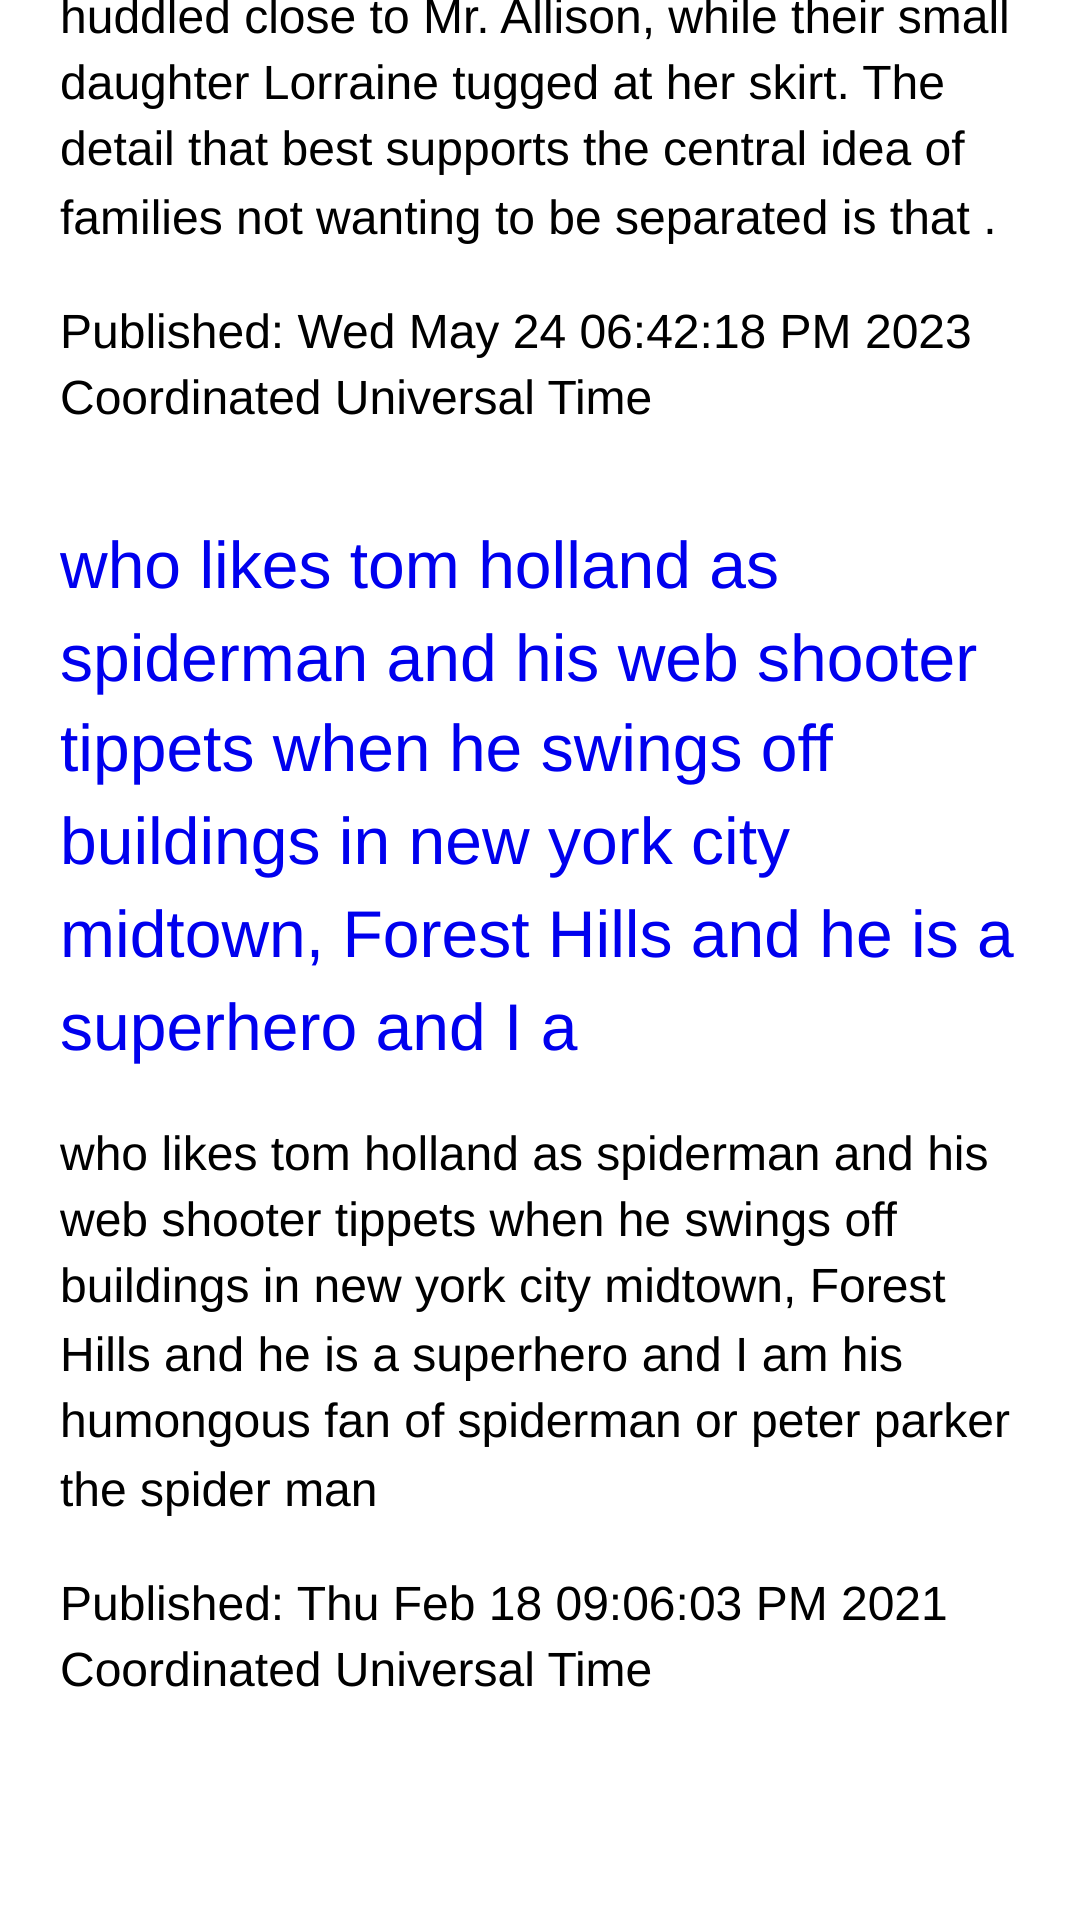 huddled close to Mr. Allison, while their small
daughter Lorraine tugged at her skirt. The
detail that best supports the central idea of
families not wanting to be separated is that .
Published: Wed May 24 06:42:18 PM 2023
Coordinated Universal Time
who likes tom holland as
spiderman and his web shooter
tippets when he swings off
buildings in new york city
midtown, Forest Hills and he is a
superhero and I a
who likes tom holland as spiderman and his
web shooter tippets when he swings off
buildings in new york city midtown, Forest
Hills and he is a superhero and I am his
humongous fan of spiderman or peter parker
the spider man
Published: Thu Feb 18 09:06:03 PM 2021
Coordinated Universal Time